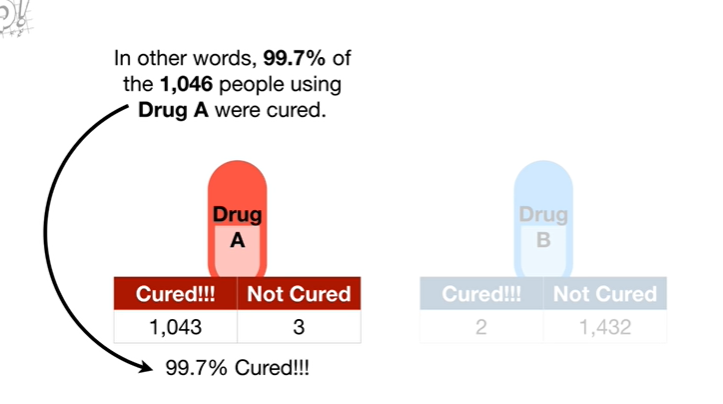 In other words, 99.7% of
the 1,046 people using
Drug A were cured.
Drug
A
Drug
B
Cured!!! Not Cured
1,043 3
Cured!!! Not Cured
2 1,432
99.7% Cured!!!